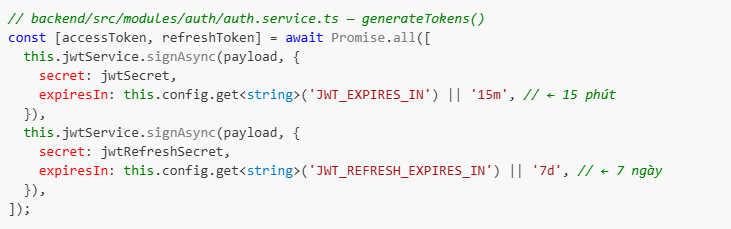 // backend/src/modules/auth/auth.service.ts — generateTokens()
const [accessToken, refreshToken] = await Promise.all([
  this.jwtService.signAsync(payload, {
    secret: jwtSecret,
    expiresIn: this.config.get<string>('JWT_EXPIRES_IN') || '15m', // ← 15 phút
  }),
  this.jwtService.signAsync(payload, {
    secret: jwtRefreshSecret,
    expiresIn: this.config.get<string>('JWT_REFRESH_EXPIRES_IN') || '7d', // ← 7 ngày
  }),
]);